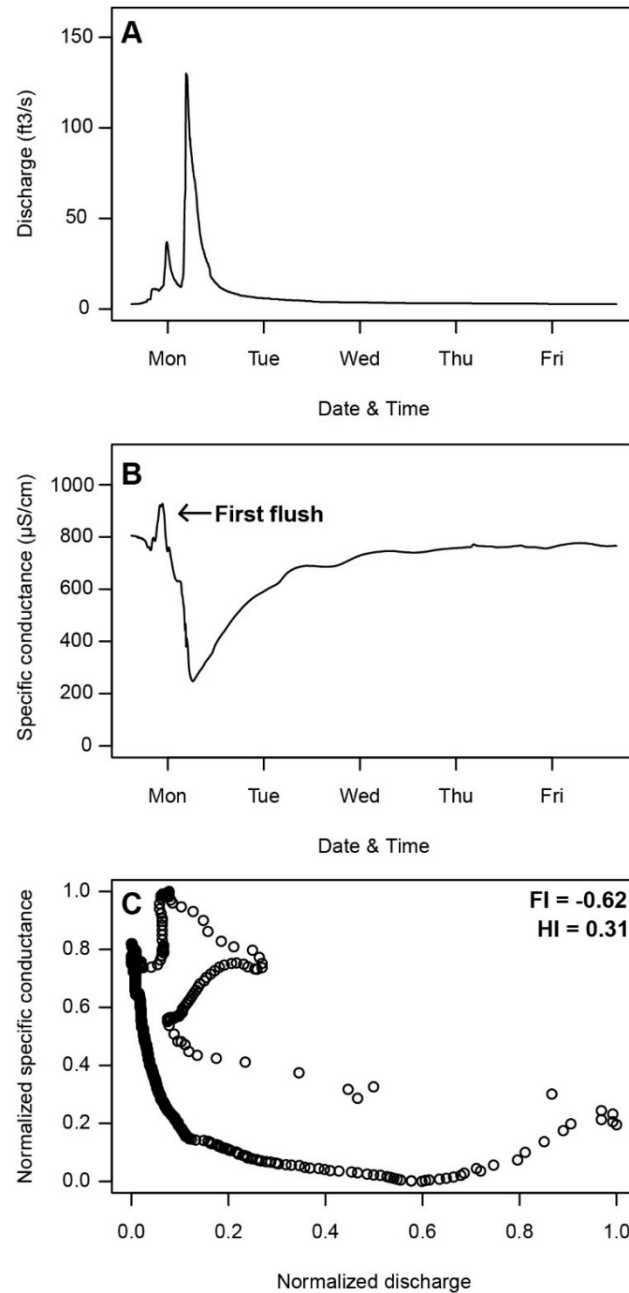 A
Discharge (ft3/s)
150
100
50
0
Mon Tue Wed Thu Fri
Date & Time
B
First flush
Specific conductance (µS/cm)
1000
800
600
400
200
0
Mon Tue Wed Thu Fri
Date & Time
C
FI = -0.62
HI = 0.31
Normalized specific conductance
1.0
0.8
0.6
0.4
0.2
0.0
0.0 0.2 0.4 0.6 0.8 1.0
Normalized discharge